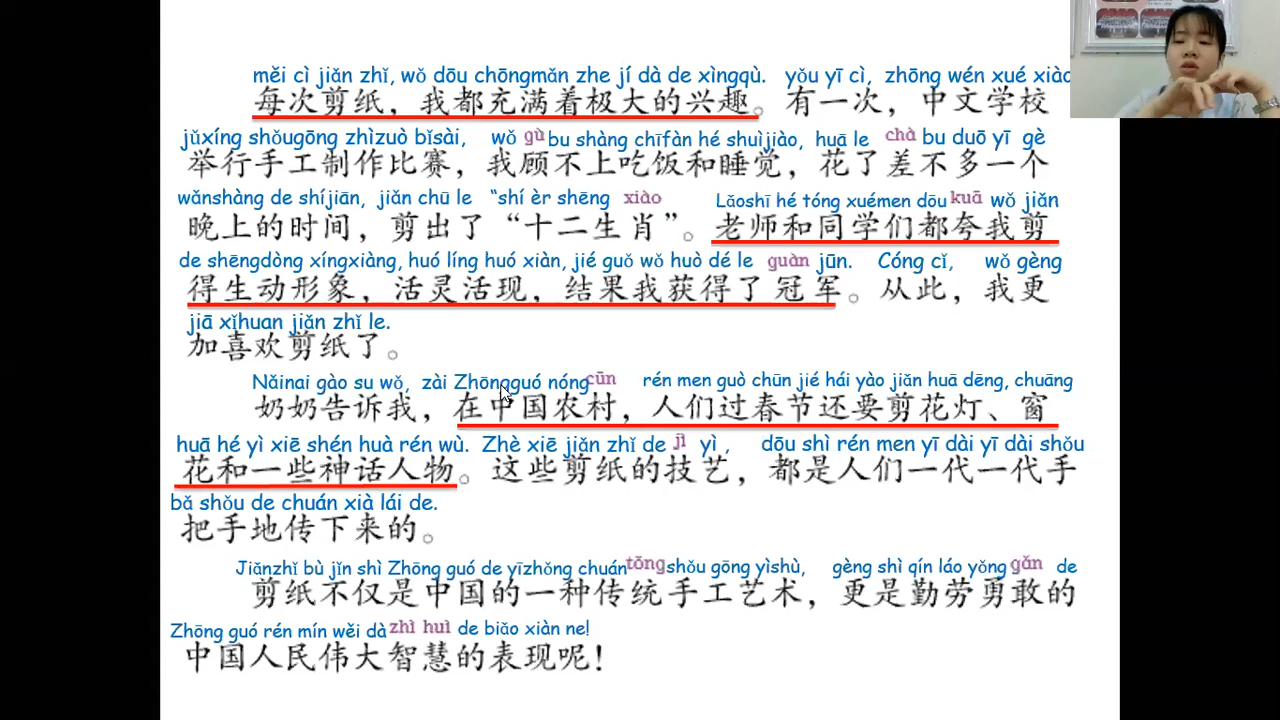 měi cì jiǎn zhǐ, wǒ dōu chōngmǎn zhe jí dà de xìngqù. yǒu yī cì, zhōng wén xué xiào
每次剪纸，我都充满着极大的兴趣。有一次，中文学校
jǔxíng shǒugōng zhìzuò bǐsài, wǒ gù bu shàng chīfàn hé shuìjiào, huā le chà bu duō yī gè
举行手工制作比赛，我顾不上吃饭和睡觉，花了差不多一个
wǎnshàng de shíjiān, jiǎn chū le “shí èr shēng xiào Lǎoshī hé tóng xuémen dōu kuā wǒ jiǎn
晚上的时间，剪出了“十二生肖”。老师和同学们都夸我剪
de shēngdòng xíngxiàng, huó líng huó xiàn, jié guǒ wǒ huò dé le guàn jūn. Cóng cǐ, wǒ gèng
得生动形象，活灵活现，结果我获得了冠军。从此，我更
jiā xǐhuan jiǎn zhǐ le.
加喜欢剪纸了。
Nǎinai gào su wǒ, zài Zhōngguó nóng cūn rén men guò chūn jié hái yào jiǎn huā dēng, chuāng
奶奶告诉我，在中国农村，人们过春节还要剪花灯、窗
huā hé yì xiē shén huà rén wù. Zhè xiē jiǎn zhǐ de jì yì, dōu shì rén men yī dài yī dài shǒu
花和一些神话人物。这些剪纸的技艺，都是人们一代一代手
bǎ shǒu de chuán xià lái de.
把手地传下来的。
Jiǎnzhǐ bù jǐn shì Zhōng guó de yīzhǒng chuán tǒng shǒu gōng yìshù, gèng shì qín láo yǒng gǎn de
剪纸不仅是中国的一种传统手工艺术，更是勤劳勇敢的
Zhōng guó rén mín wěi dà zhì huì de biǎo xiàn ne!
中国人民伟大智慧的表现呢！